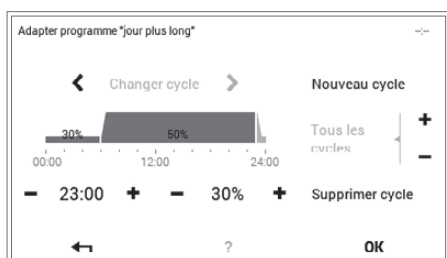 Adapter programme "jour plus long" -:-
Changer cycle Nouveau cycle
30% 50% Tous les
cycles
00:00 12:00 24:00
− 23:00 + − 30% + Supprimer cycle
? OK